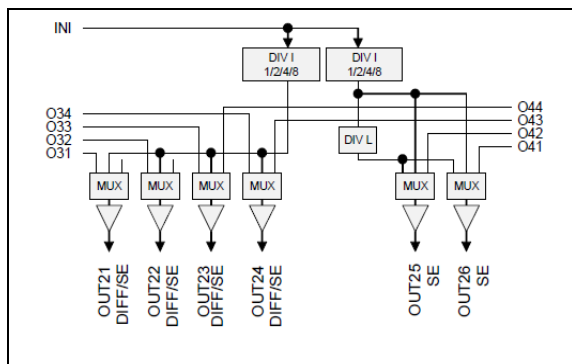 INI
DIV I
1/2/4/8
DIV I
1/2/4/8
O34
O33
O32
O31
O44
O43
O42
O41
DIV L
MUX
MUX
MUX
MUX
MUX
MUX
OUT21
DIFF/SE
OUT22
DIFF/SE
OUT23
DIFF/SE
OUT24
DIFF/SE
OUT25
SE
OUT26
SE